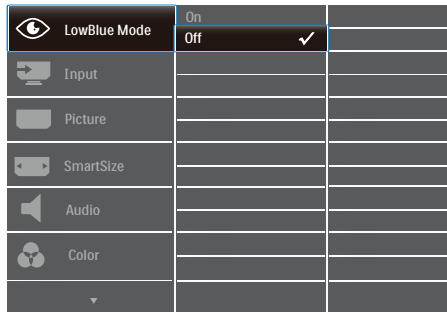 LowBlue Mode
On
Off
Input
Picture
SmartSize
Audio
Color